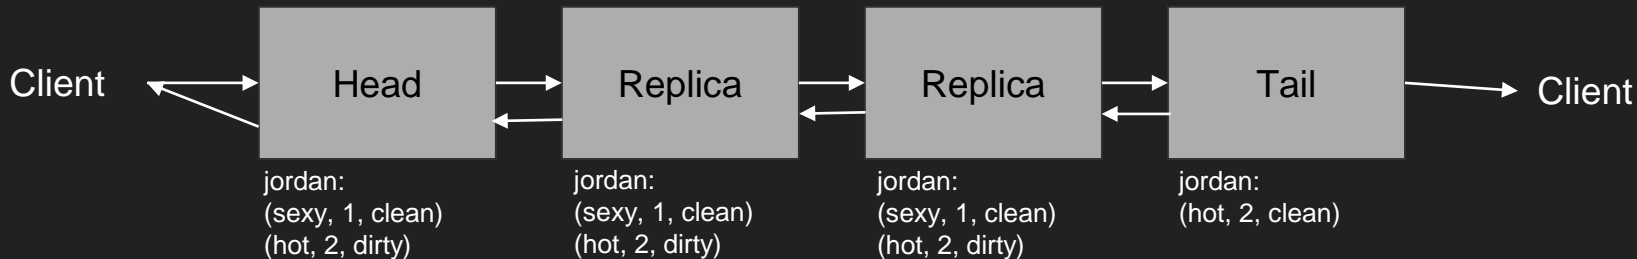 Client
Head
Replica
Replica
Tail
Client
jordan:
(sexy, 1, clean)
(hot, 2, dirty)
jordan:
(sexy, 1, clean)
(hot, 2, dirty)
jordan:
(sexy, 1, clean)
(hot, 2, dirty)
jordan:
(hot, 2, clean)